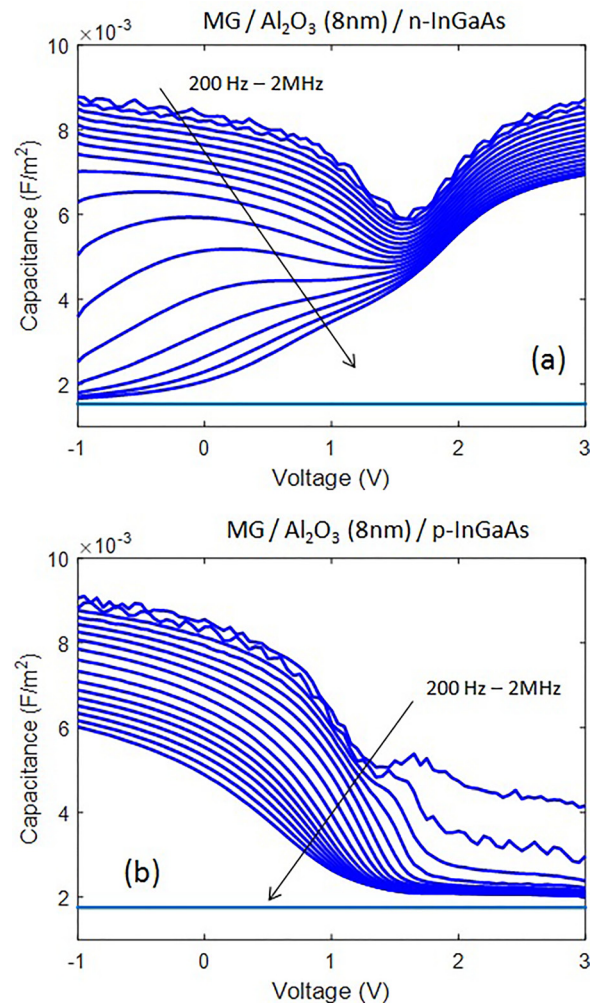 MG / Al₂O₃ (8nm) / n-InGaAs
10 ×10⁻³
200 Hz – 2MHz
8
6
4
2
Capacitance (F/m²)
(a)
-1 0 1 2 3
Voltage (V)
MG / Al₂O₃ (8nm) / p-InGaAs
10 ×10⁻³
8
200 Hz – 2MHz
6
4
2
Capacitance (F/m²)
(b)
-1 0 1 2 3
Voltage (V)